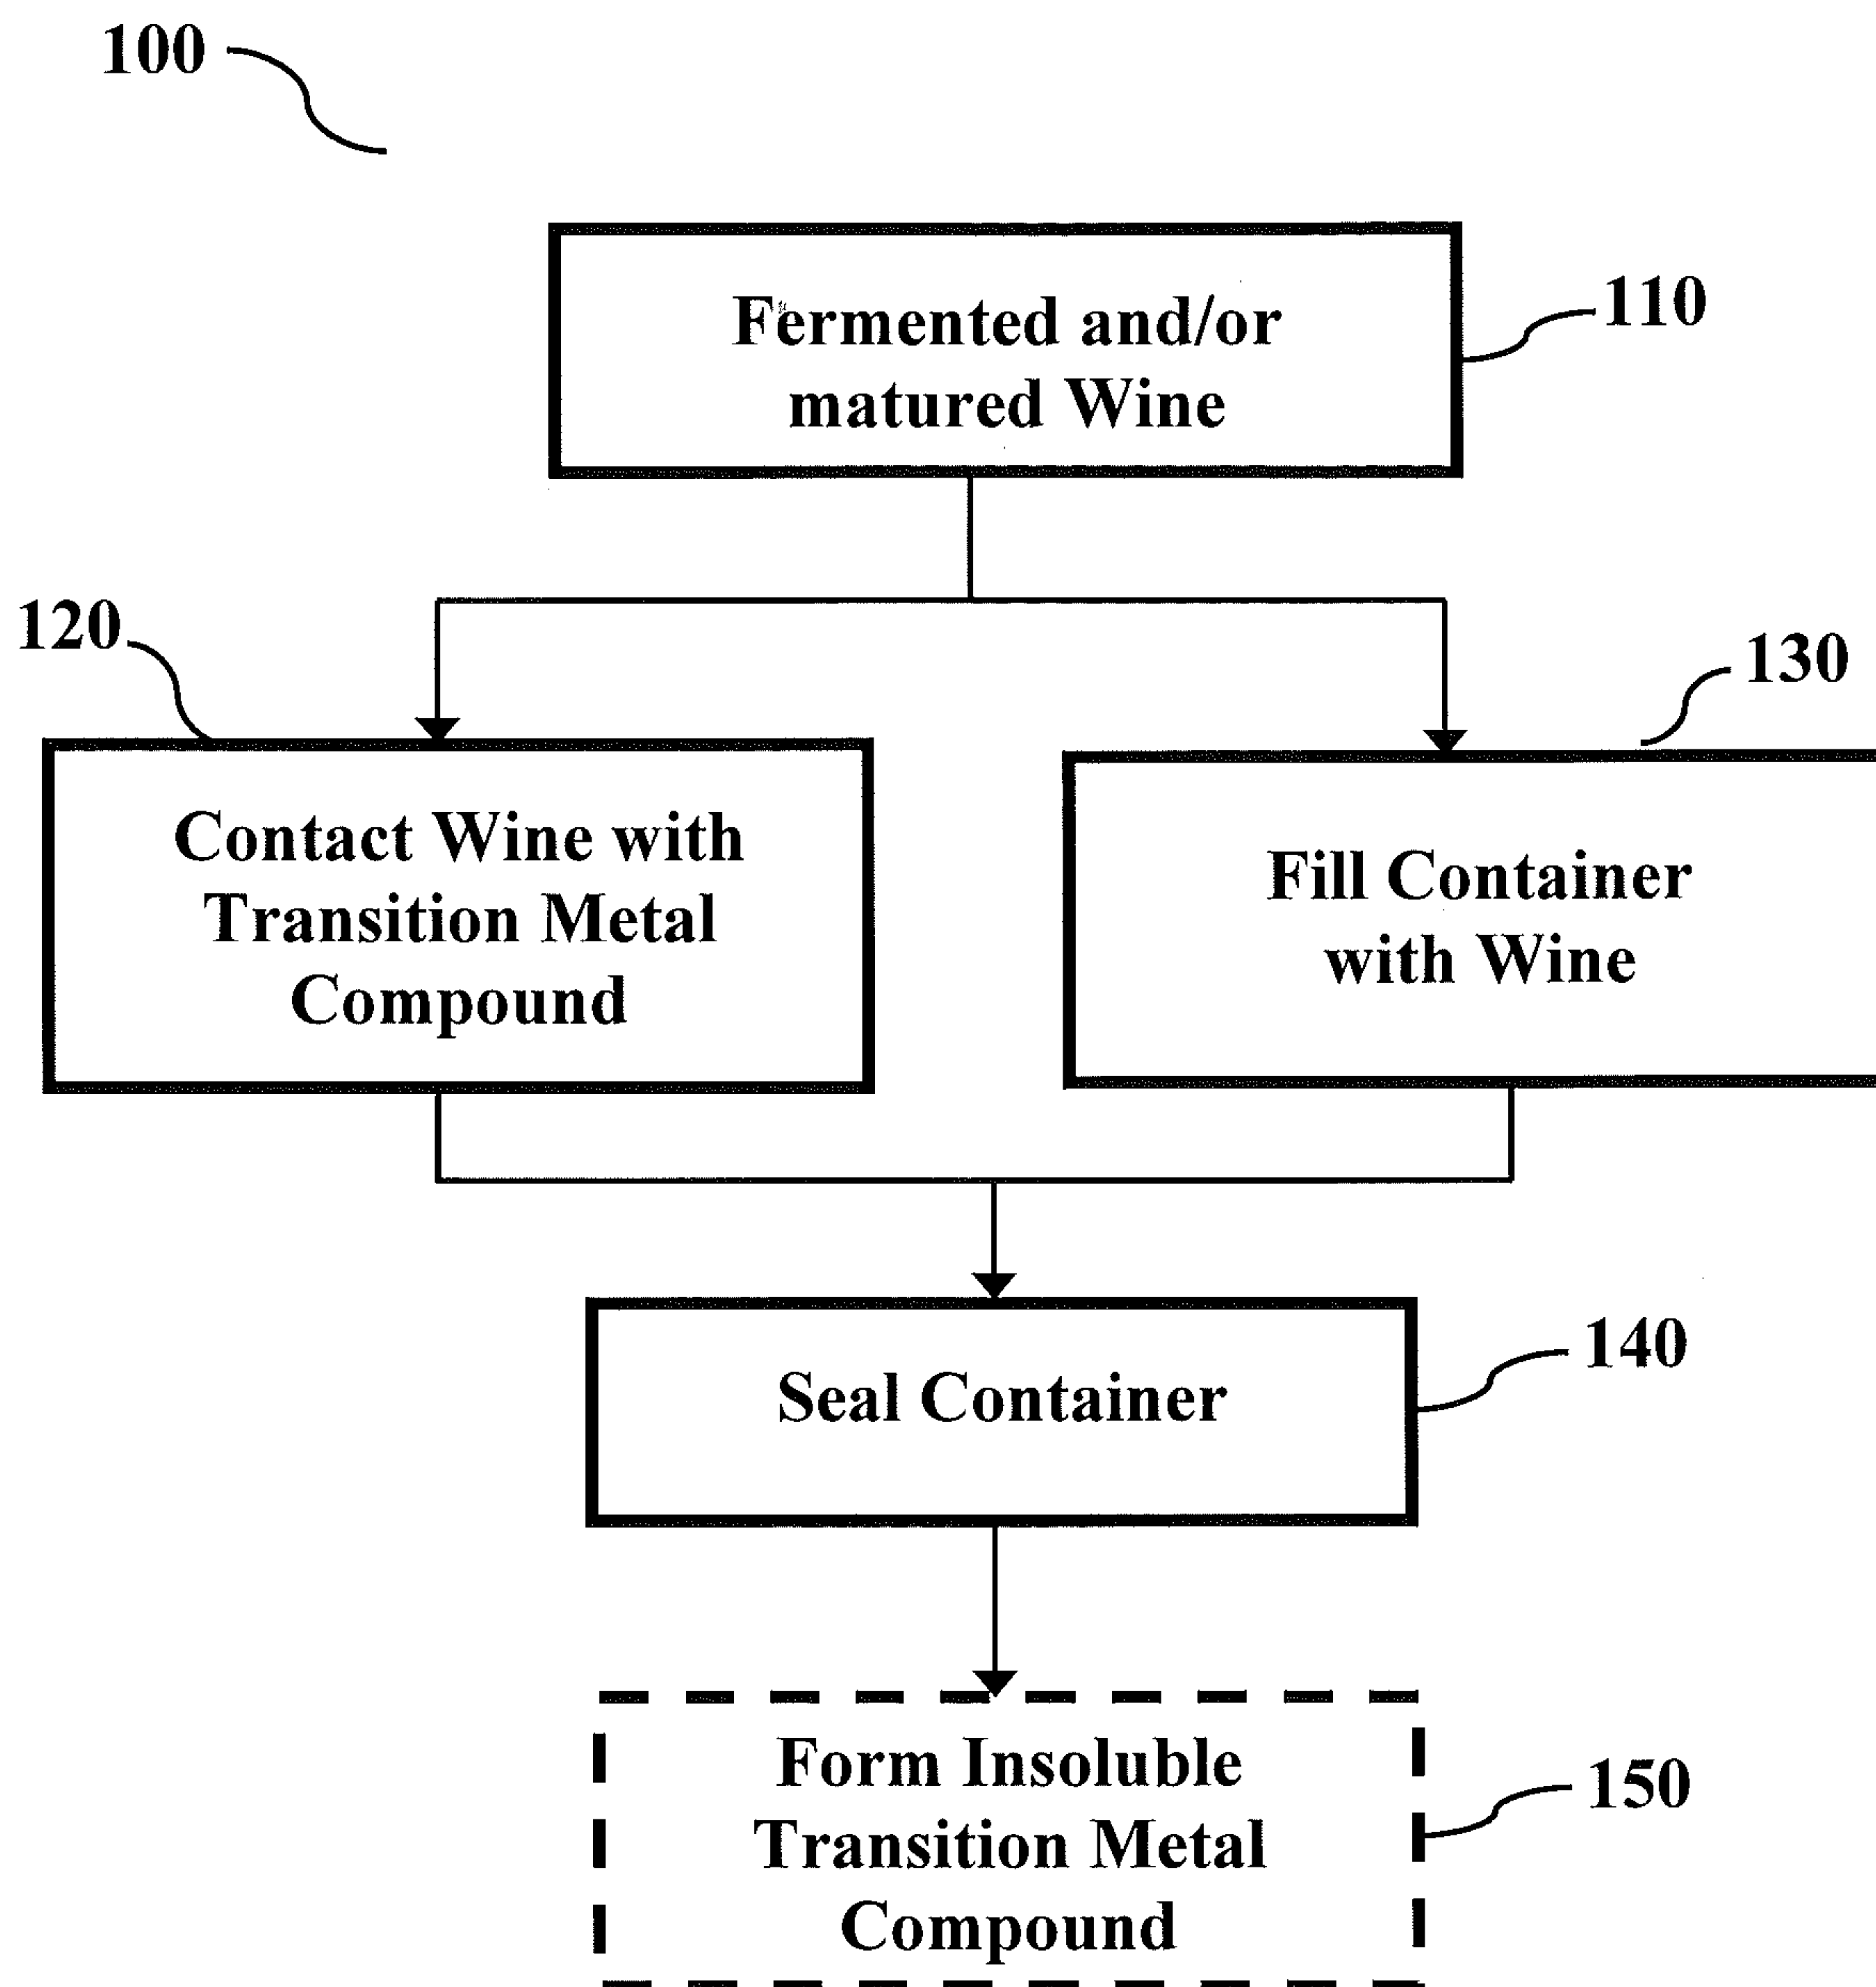 100
Fermented and/or
matured Wine
110
120
130
Contact Wine with
Transition Metal
Compound
Fill Container
with Wine
Seal Container
140
Form Insoluble
Transition Metal
Compound
150